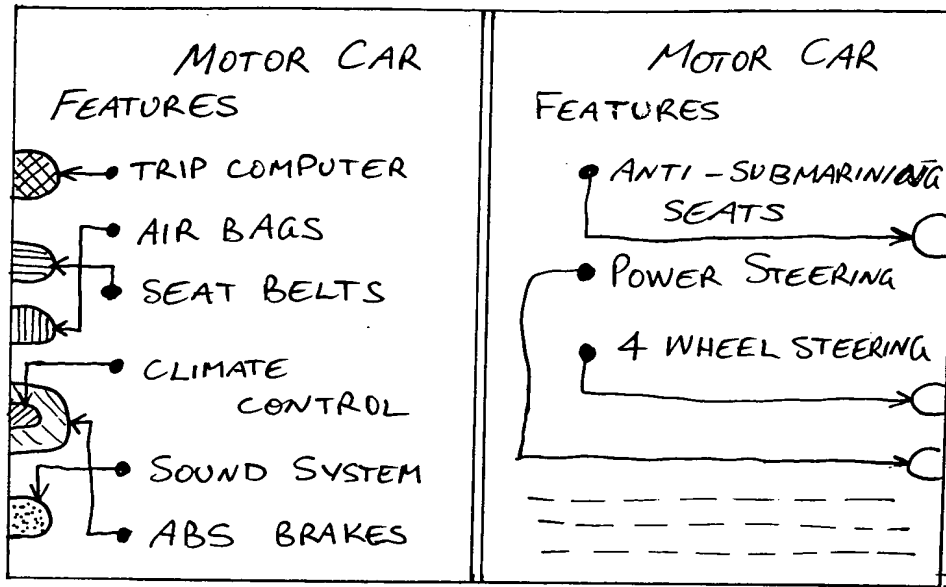 MOTOR CAR
FEATURES
TRIP COMPUTER
AIR BAGS
SEAT BELTS
CLIMATE
CONTROL
SOUND SYSTEM
ABS BRAKES
MOTOR CAR
FEATURES
ANTI-SUBMARINING
SEATS
POWER STEERING
4 WHEEL STEERING